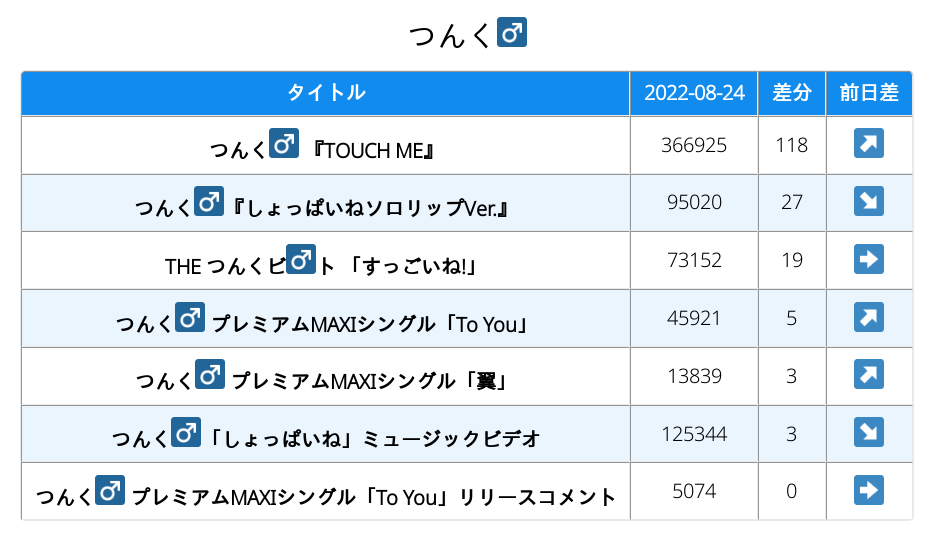 つんく♂
タイトル 2022-08-24 差分 前日差
つんく♂ 『TOUCH ME』 366925 118 ↗
つんく♂『しょっぱいねソロリップVer.』 95020 27 ↘
THE つんくビ♂ト 「すっごいね!」 73152 19 ➡
つんく♂ プレミアムMAXIシングル「To You」 45921 5 ↗
つんく♂ プレミアムMAXIシングル「翼」 13839 3 ↗
つんく♂「しょっぱいね」ミュージックビデオ 125344 3 ↘
つんく♂ プレミアムMAXIシングル「To You」リリースコメント 5074 0 ➡